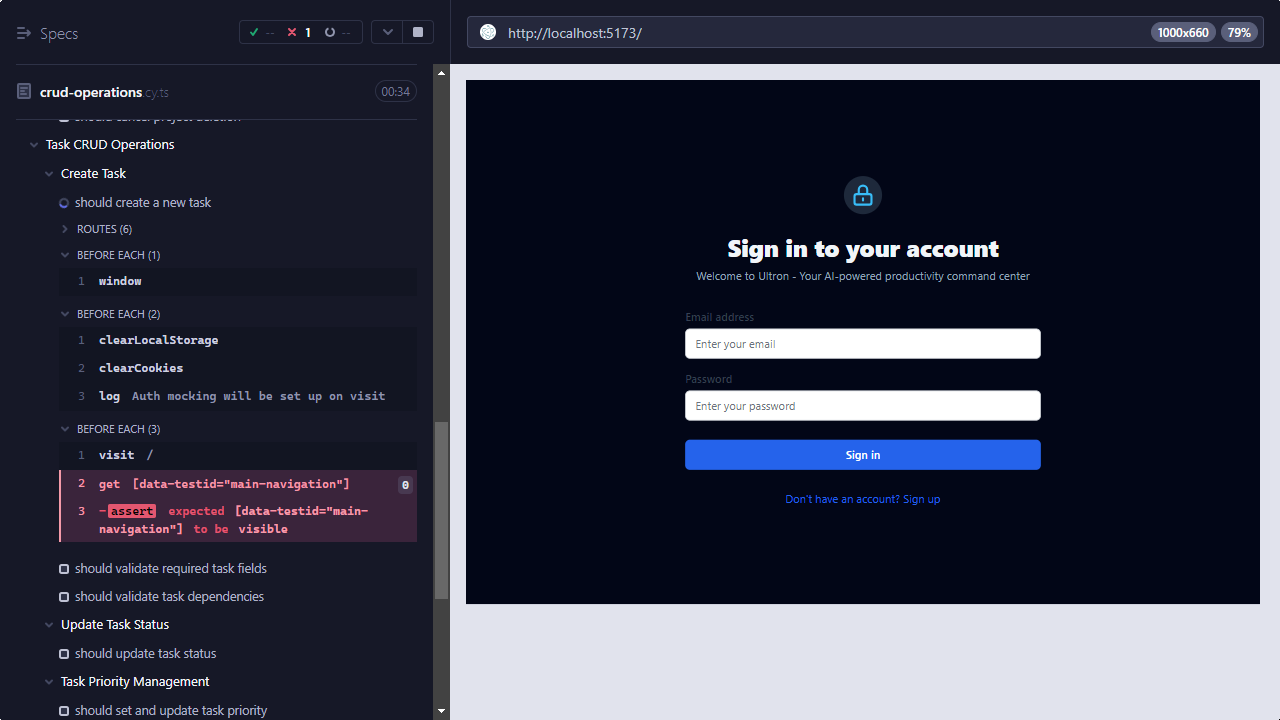 Specs
-- 1 --
http://localhost:5173/
1000x660
79%
crud-operations.cy.ts
00:34
should cancel project deletion
Task CRUD Operations
Create Task
should create a new task
ROUTES (6)
BEFORE EACH (1)
1 window
BEFORE EACH (2)
1 clearLocalStorage
2 clearCookies
3 log Auth mocking will be set up on visit
BEFORE EACH (3)
1 visit /
2 get [data-testid="main-navigation"] 0
3 -assert expected [data-testid="main-
navigation"] to be visible
should validate required task fields
should validate task dependencies
Update Task Status
should update task status
Task Priority Management
should set and update task priority
Sign in to your account
Welcome to Ultron - Your AI-powered productivity command center
Email address
Enter your email
Password
Enter your password
Sign in
Don't have an account? Sign up